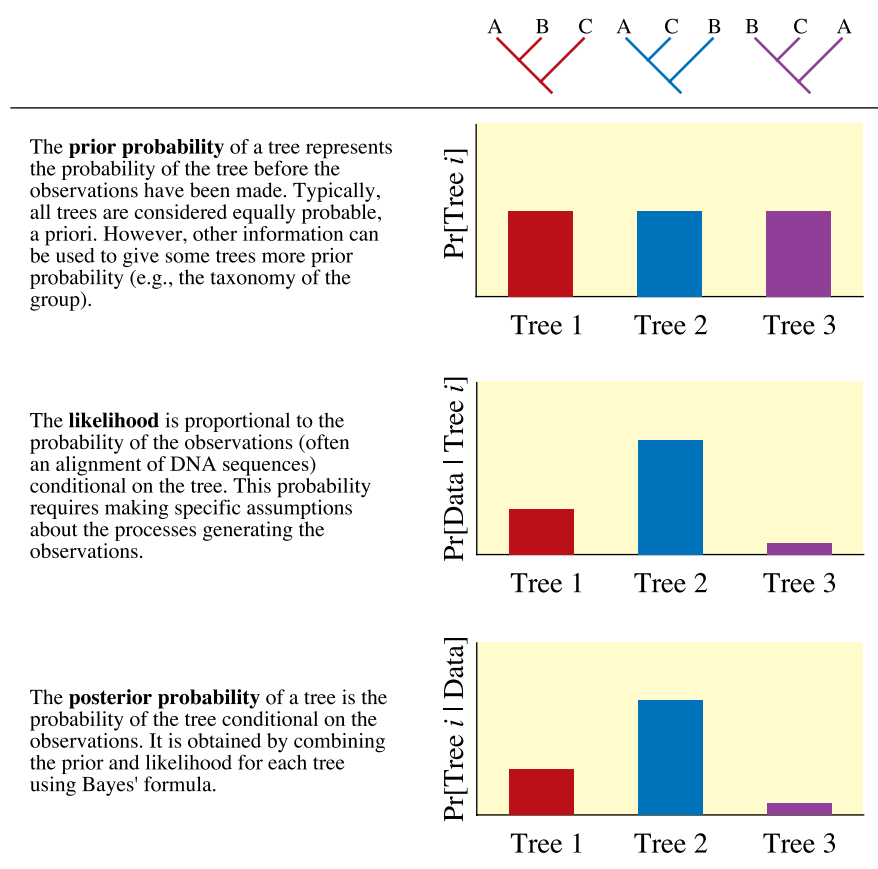 A B C A C B B C A
The prior probability of a tree represents
the probability of the tree before the
observations have been made. Typically,
all trees are considered equally probable,
a priori. However, other information can
be used to give some trees more prior
probability (e.g., the taxonomy of the
group).
Pr[Tree i]
Tree 1 Tree 2 Tree 3
The likelihood is proportional to the
probability of the observations (often
an alignment of DNA sequences)
conditional on the tree. This probability
requires making specific assumptions
about the processes generating the
observations.
Pr[Data | Tree i]
Tree 1 Tree 2 Tree 3
The posterior probability of a tree is the
probability of the tree conditional on the
observations. It is obtained by combining
the prior and likelihood for each tree
using Bayes' formula.
Pr[Tree i | Data]
Tree 1 Tree 2 Tree 3